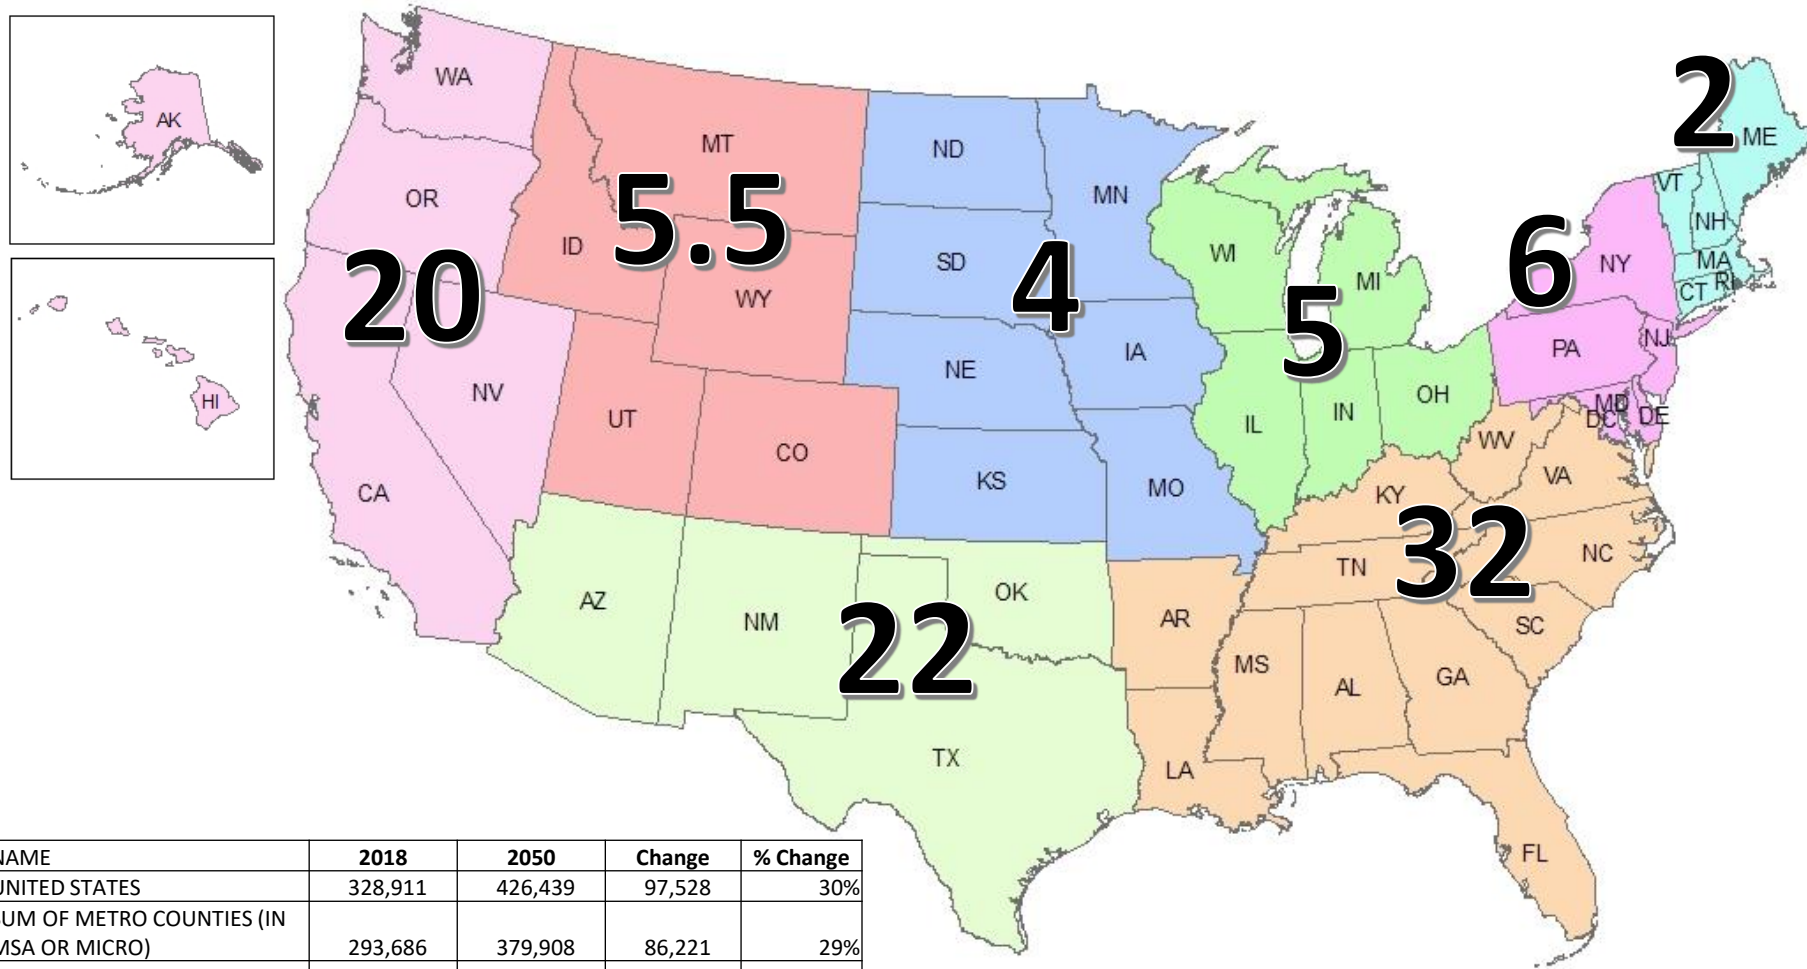 WA
AK
MT
ND
MN
2
ME
OR
ID
5.5
SD
4
WI
MI
6
NY
VT
NH
MA
CT
RI
20
WY
5
IA
PA
NJ
NV
NE
HI
UT
CO
IL
IN
OH
MD
DC
DE
CA
KS
MO
WV
VA
KY
AZ
NM
22
OK
AR
TN
32
NC
SC
MS
AL
GA
TX
LA
FL
NAME 2018 2050 Change % Change
UNITED STATES 328,911 426,439 97,528 30%
SUM OF METRO COUNTIES (IN
MSA OR MICRO) 293,686 379,908 86,221 29%